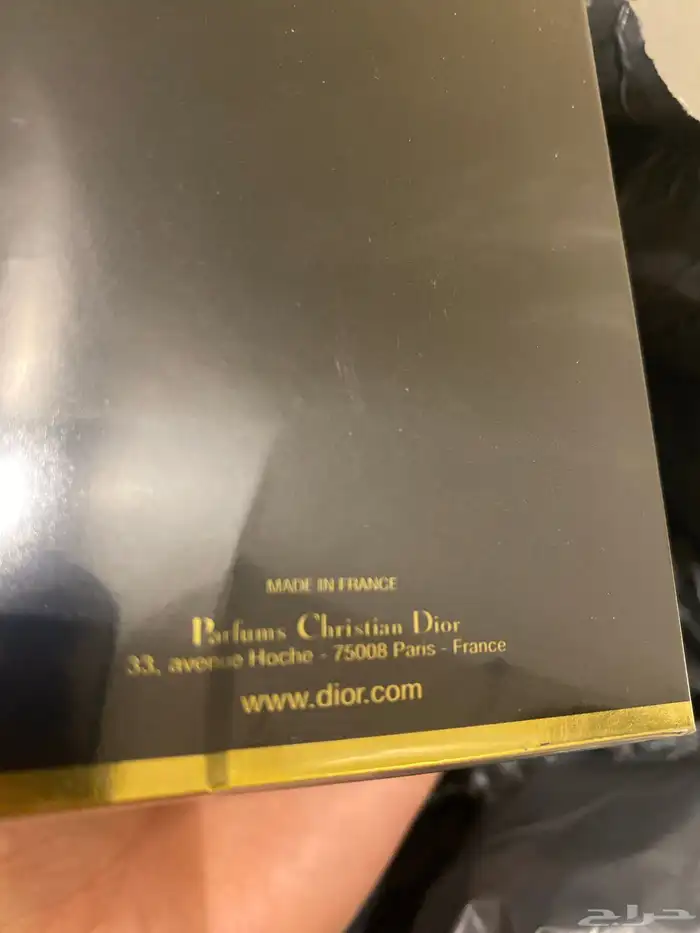 MADE IN FRANCE
Parfums Christian Dior
33, avenue Hoche - 75008 Paris - France
www.dior.com
حراج